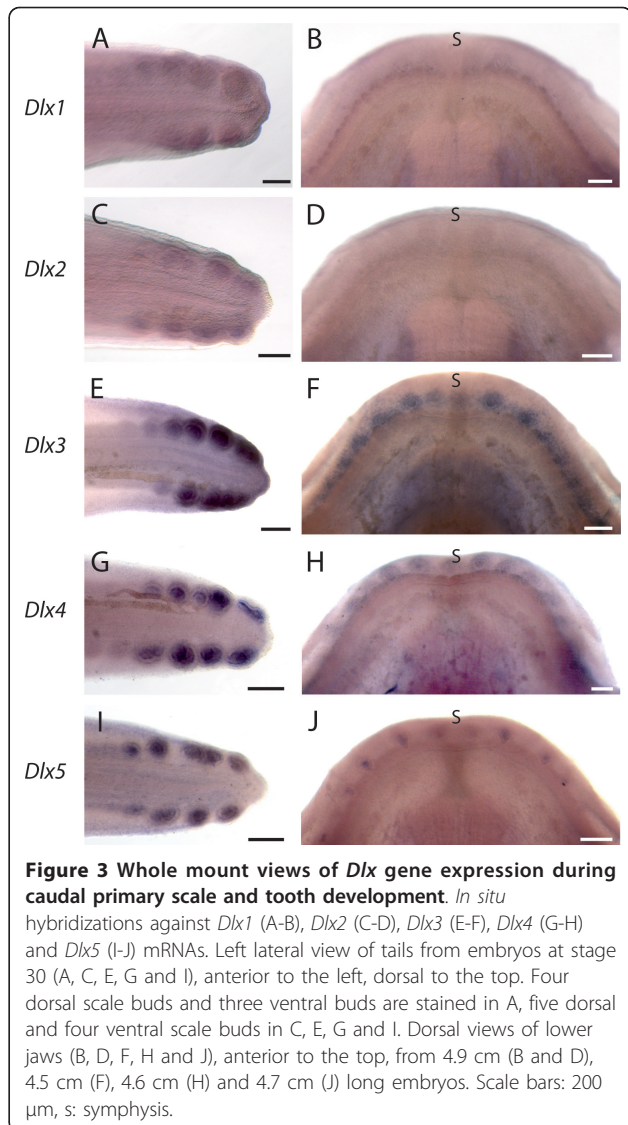 A
B
S
Dlx1
C
D
S
Dlx2
E
F
S
Dlx3
G
H
S
Dlx4
I
J
S
Dlx5
Figure 3 Whole mount views of Dlx gene expression during
caudal primary scale and tooth development. In situ
hybridizations against Dlx1 (A-B), Dlx2 (C-D), Dlx3 (E-F), Dlx4 (G-H)
and Dlx5 (I-J) mRNAs. Left lateral view of tails from embryos at stage
30 (A, C, E, G and I), anterior to the left, dorsal to the top. Four
dorsal scale buds and three ventral buds are stained in A, five dorsal
and four ventral scale buds in C, E, G and I. Dorsal views of lower
jaws (B, D, F, H and J), anterior to the top, from 4.9 cm (B and D),
4.5 cm (F), 4.6 cm (H) and 4.7 cm (J) long embryos. Scale bars: 200
μm, s: symphysis.